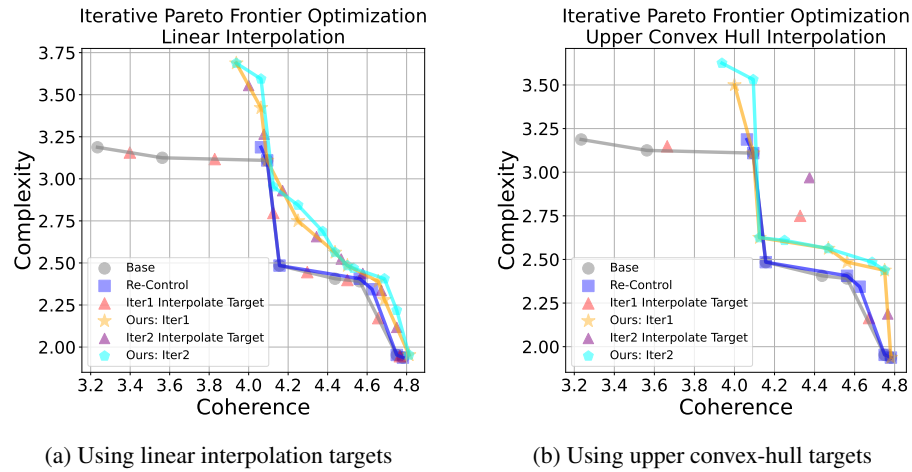 Iterative Pareto Frontier Optimization
Linear Interpolation
3.75
3.50
3.25
3.00
2.75
2.50
2.25
2.00
Complexity
Base
Re-Control
Iter1 Interpolate Target
Ours: Iter1
Iter2 Interpolate Target
Ours: Iter2
3.2 3.4 3.6 3.8 4.0 4.2 4.4 4.6 4.8
Coherence
(a) Using linear interpolation targets
Iterative Pareto Frontier Optimization
Upper Convex Hull Interpolation
3.50
3.25
3.00
2.75
2.50
2.25
2.00
Complexity
Base
Re-Control
Iter1 Interpolate Target
Ours: Iter1
Iter2 Interpolate Target
Ours: Iter2
3.2 3.4 3.6 3.8 4.0 4.2 4.4 4.6 4.8
Coherence
(b) Using upper convex-hull targets